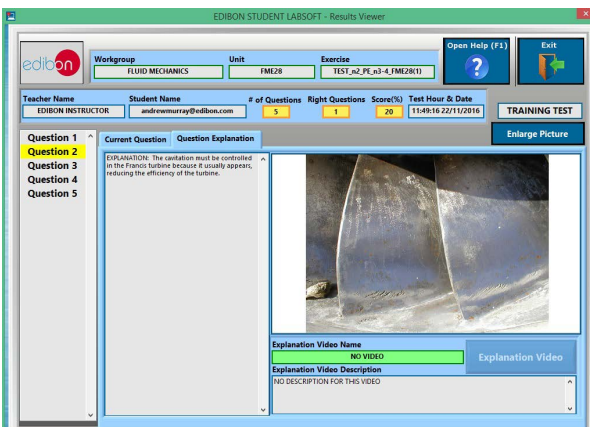 EDIBON STUDENT LABSOFT - Results Viewer
edibon
Workgroup
FLUID MECHANICS
Unit
FME28
Exercise
TEST_n2_PE_n3-4_FME28(1)
Open Help (F1)
?
Exit
Teacher Name
EDIBON INSTRUCTOR
Student Name
andrewmurray@edibon.com
# of Questions
5
Right Questions
1
Score(%)
20
Test Hour & Date
11:49:16 22/11/2016
TRAINING TEST
Enlarge Picture
Question 1
Question 2
Question 3
Question 4
Question 5
Current Question
Question Explanation
EXPLANATION: The cavitation must be controlled
in the Francis turbine because it usually appears,
reducing the efficiency of the turbine.
Explanation Video Name
NO VIDEO
Explanation Video
Explanation Video Description
NO DESCRIPTION FOR THIS VIDEO